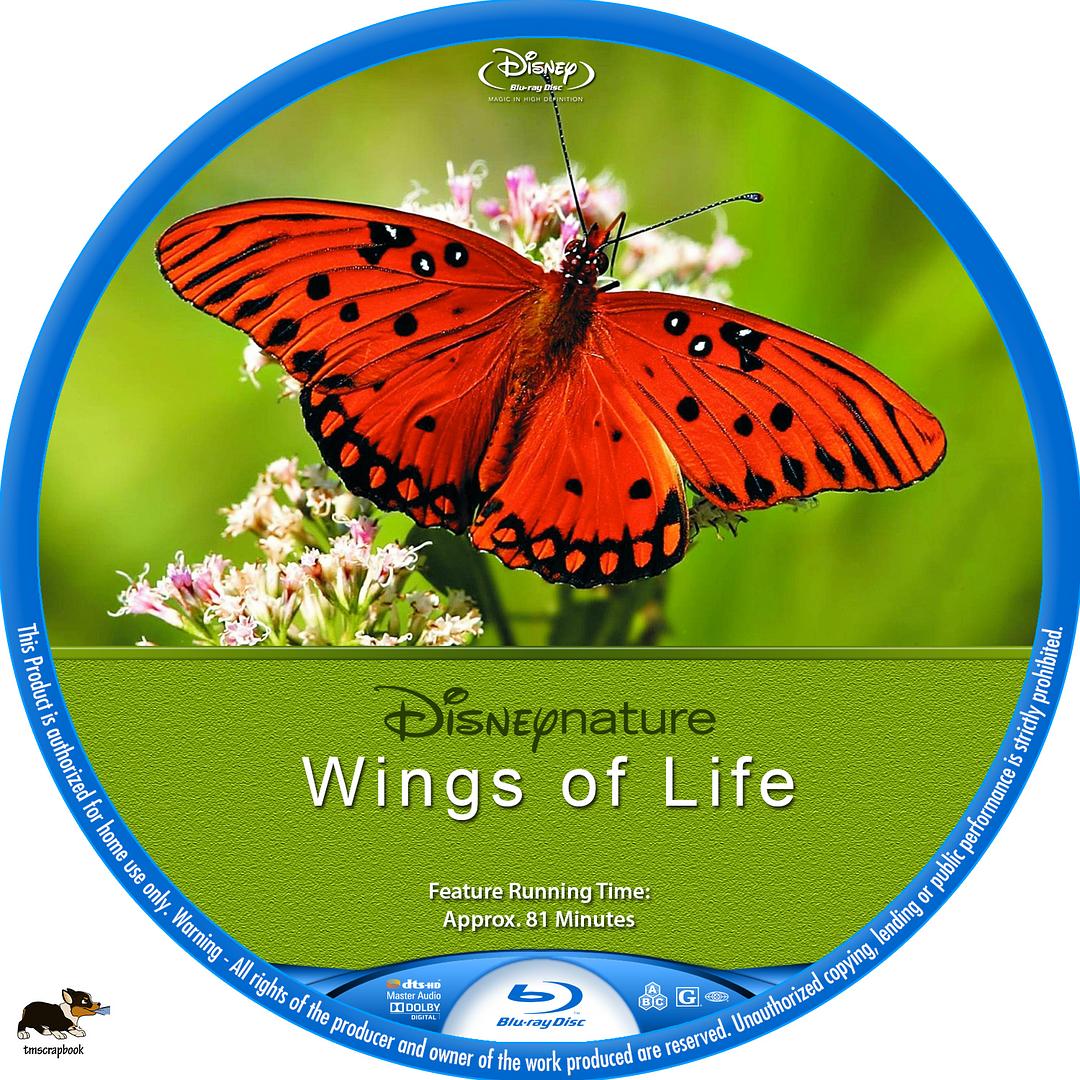 Disney
Blu-ray Disc
MAGIC IN HIGH DEFINITION
Disneynature
Wings of Life
Feature Running Time:
Approx. 81 Minutes
dts-HD
Master Audio
DOLBY
DIGITAL
Blu-ray Disc
TM
A
B C
G
This Product is authorized for home use only. Warning - All rights of the producer and owner of the work produced are reserved. Unauthorized copying, lending or public performance is strictly prohibited.
tmscrapbook